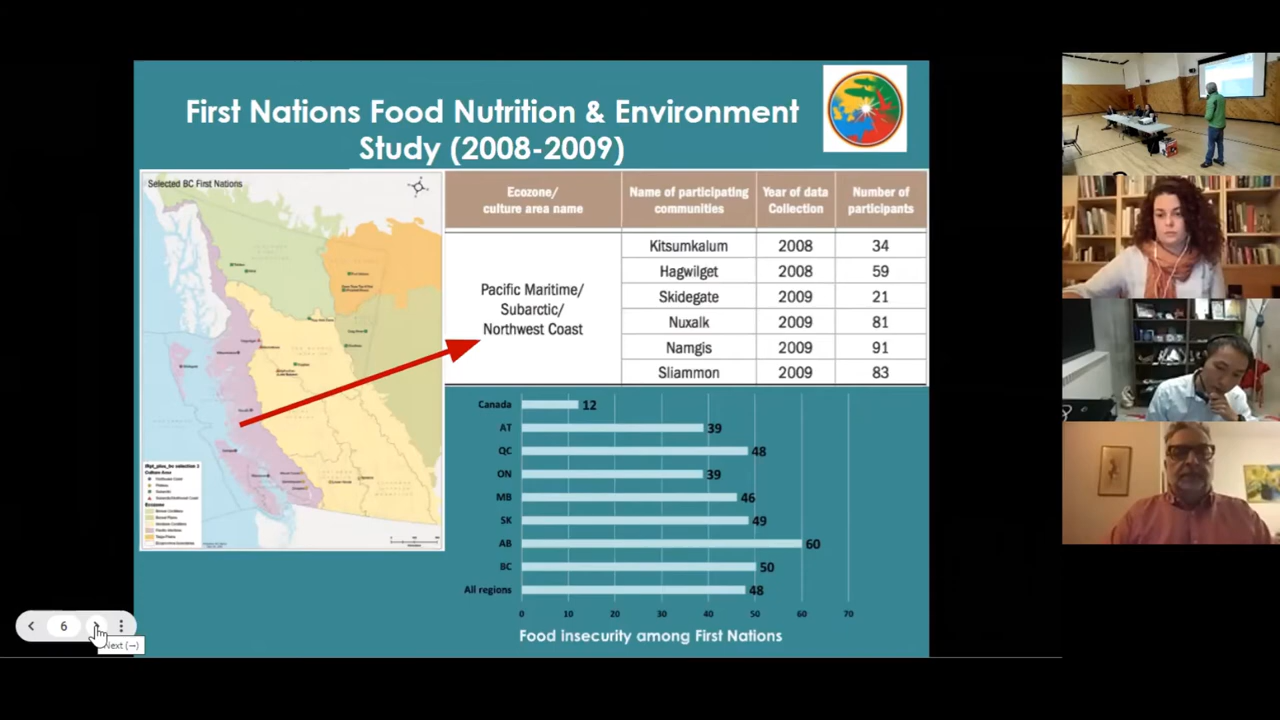 First Nations Food Nutrition & Environment
Study (2008-2009)
Selected BC First Nations
Ecozone/
culture area name
Name of participating
communities
Year of data
Collection
Number of
participants
Pacific Maritime/
Subarctic/
Northwest Coast
Kitsumkalum 2008 34
Hagwilget 2008 59
Skidegate 2009 21
Nuxalk 2009 81
Namgis 2009 91
Sliammon 2009 83
Canada 12
AT 39
QC 48
ON 39
MB 46
SK 49
AB 60
BC 50
All regions 48
0 10 20 30 40 50 60 70
Food insecurity among First Nations
6
Next (→)